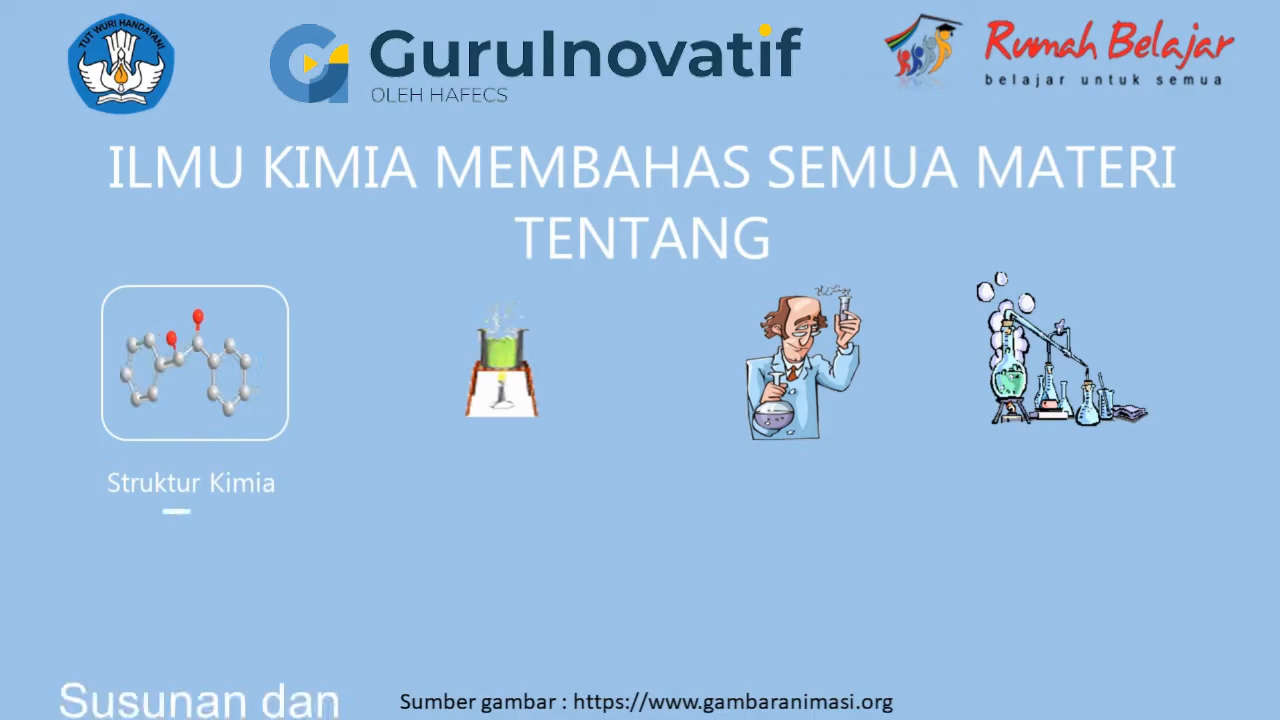 TUT WURI HANDAYANI
GuruInovatif
OLEH HAFECS
Rumah Belajar
belajar untuk semua
ILMU KIMIA MEMBAHAS SEMUA MATERI
TENTANG
Struktur Kimia
Susunan dan
Sumber gambar : https://www.gambaranimasi.org